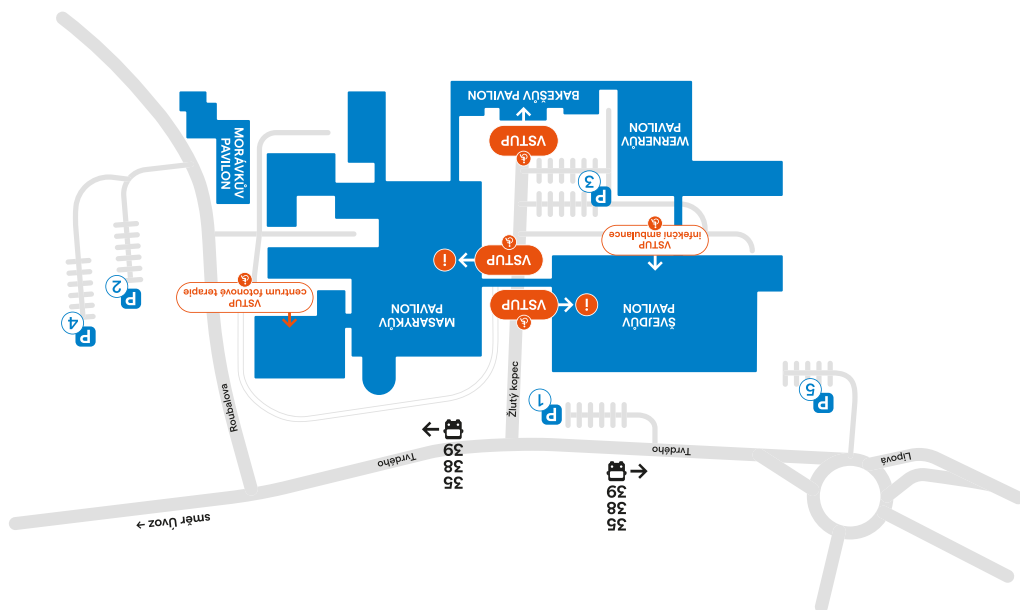 35
38
39
směr Úvoz →
35
38
39
Lípová
Tvrdého
Tvrdého
P 5
P 1
Žlutý kopec
Roubalova
ŠVEJDŮV
PAVILON
i
VSTUP
MASARYKŮV
PAVILON
P 4
VSTUP
centrum fotonové terapie
P 2
VSTUP
i
VSTUP
infekční ambulance
P 3
MORÁVKŮV
PAVILON
WERNERŮV
PAVILON
VSTUP
BAKEŠŮV PAVILON